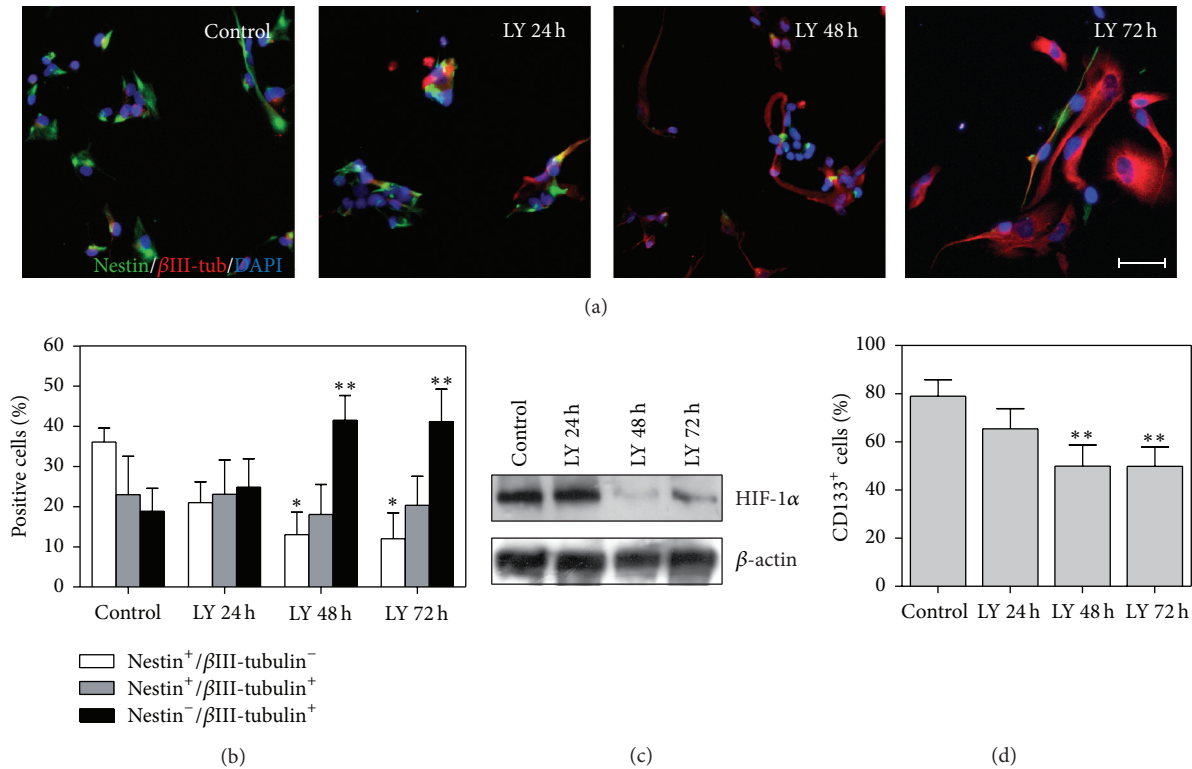 Control
LY 24 h
LY 48 h
LY 72 h
Nestin/βIII-tub/DAPI
(a)
60
50
40
30
20
10
0
Positive cells (%)
*
**
*
**
Control
LY 24 h
LY 48 h
LY 72 h
Nestin⁺/βIII-tubulin⁻
Nestin⁺/βIII-tubulin⁺
Nestin⁻/βIII-tubulin⁺
(b)
Control
LY 24 h
LY 48 h
LY 72 h
HIF-1α
β-actin
(c)
100
80
60
40
20
0
CD133⁺ cells (%)
**
**
Control
LY 24 h
LY 48 h
LY 72 h
(d)